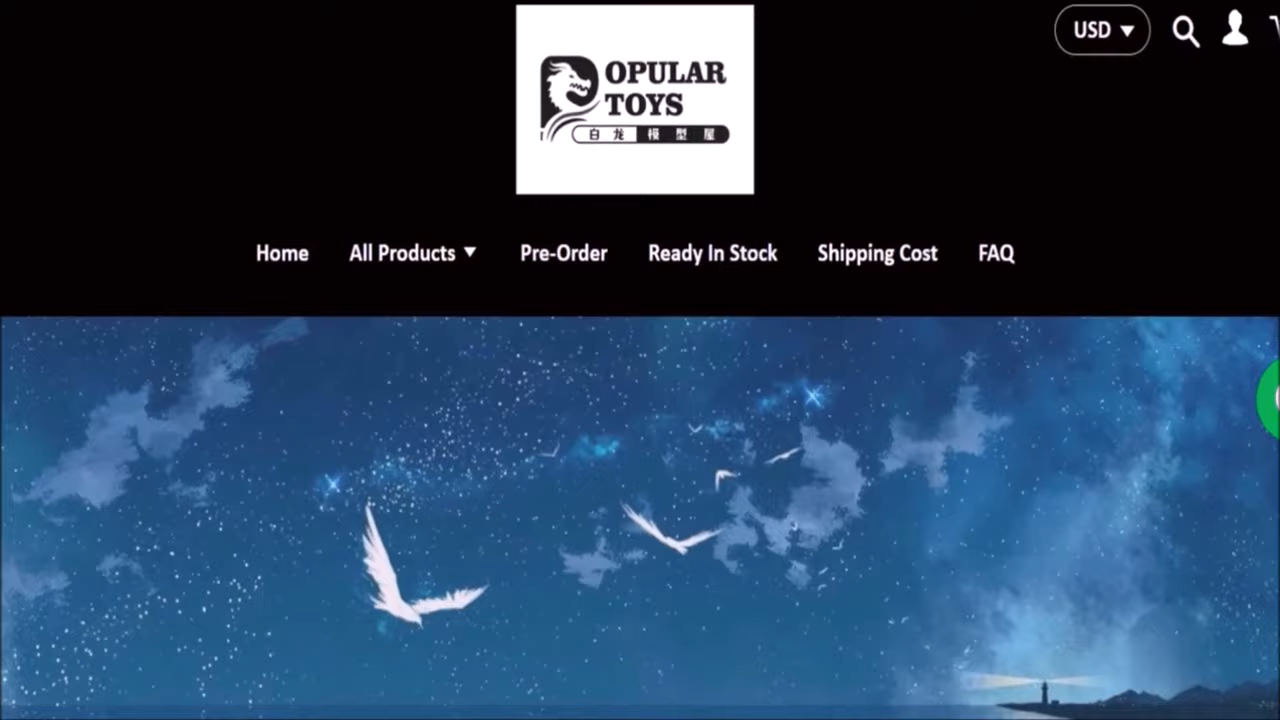 USD
OPULAR
TOYS
白龙模型屋
Home All Products Pre-Order Ready In Stock Shipping Cost FAQ